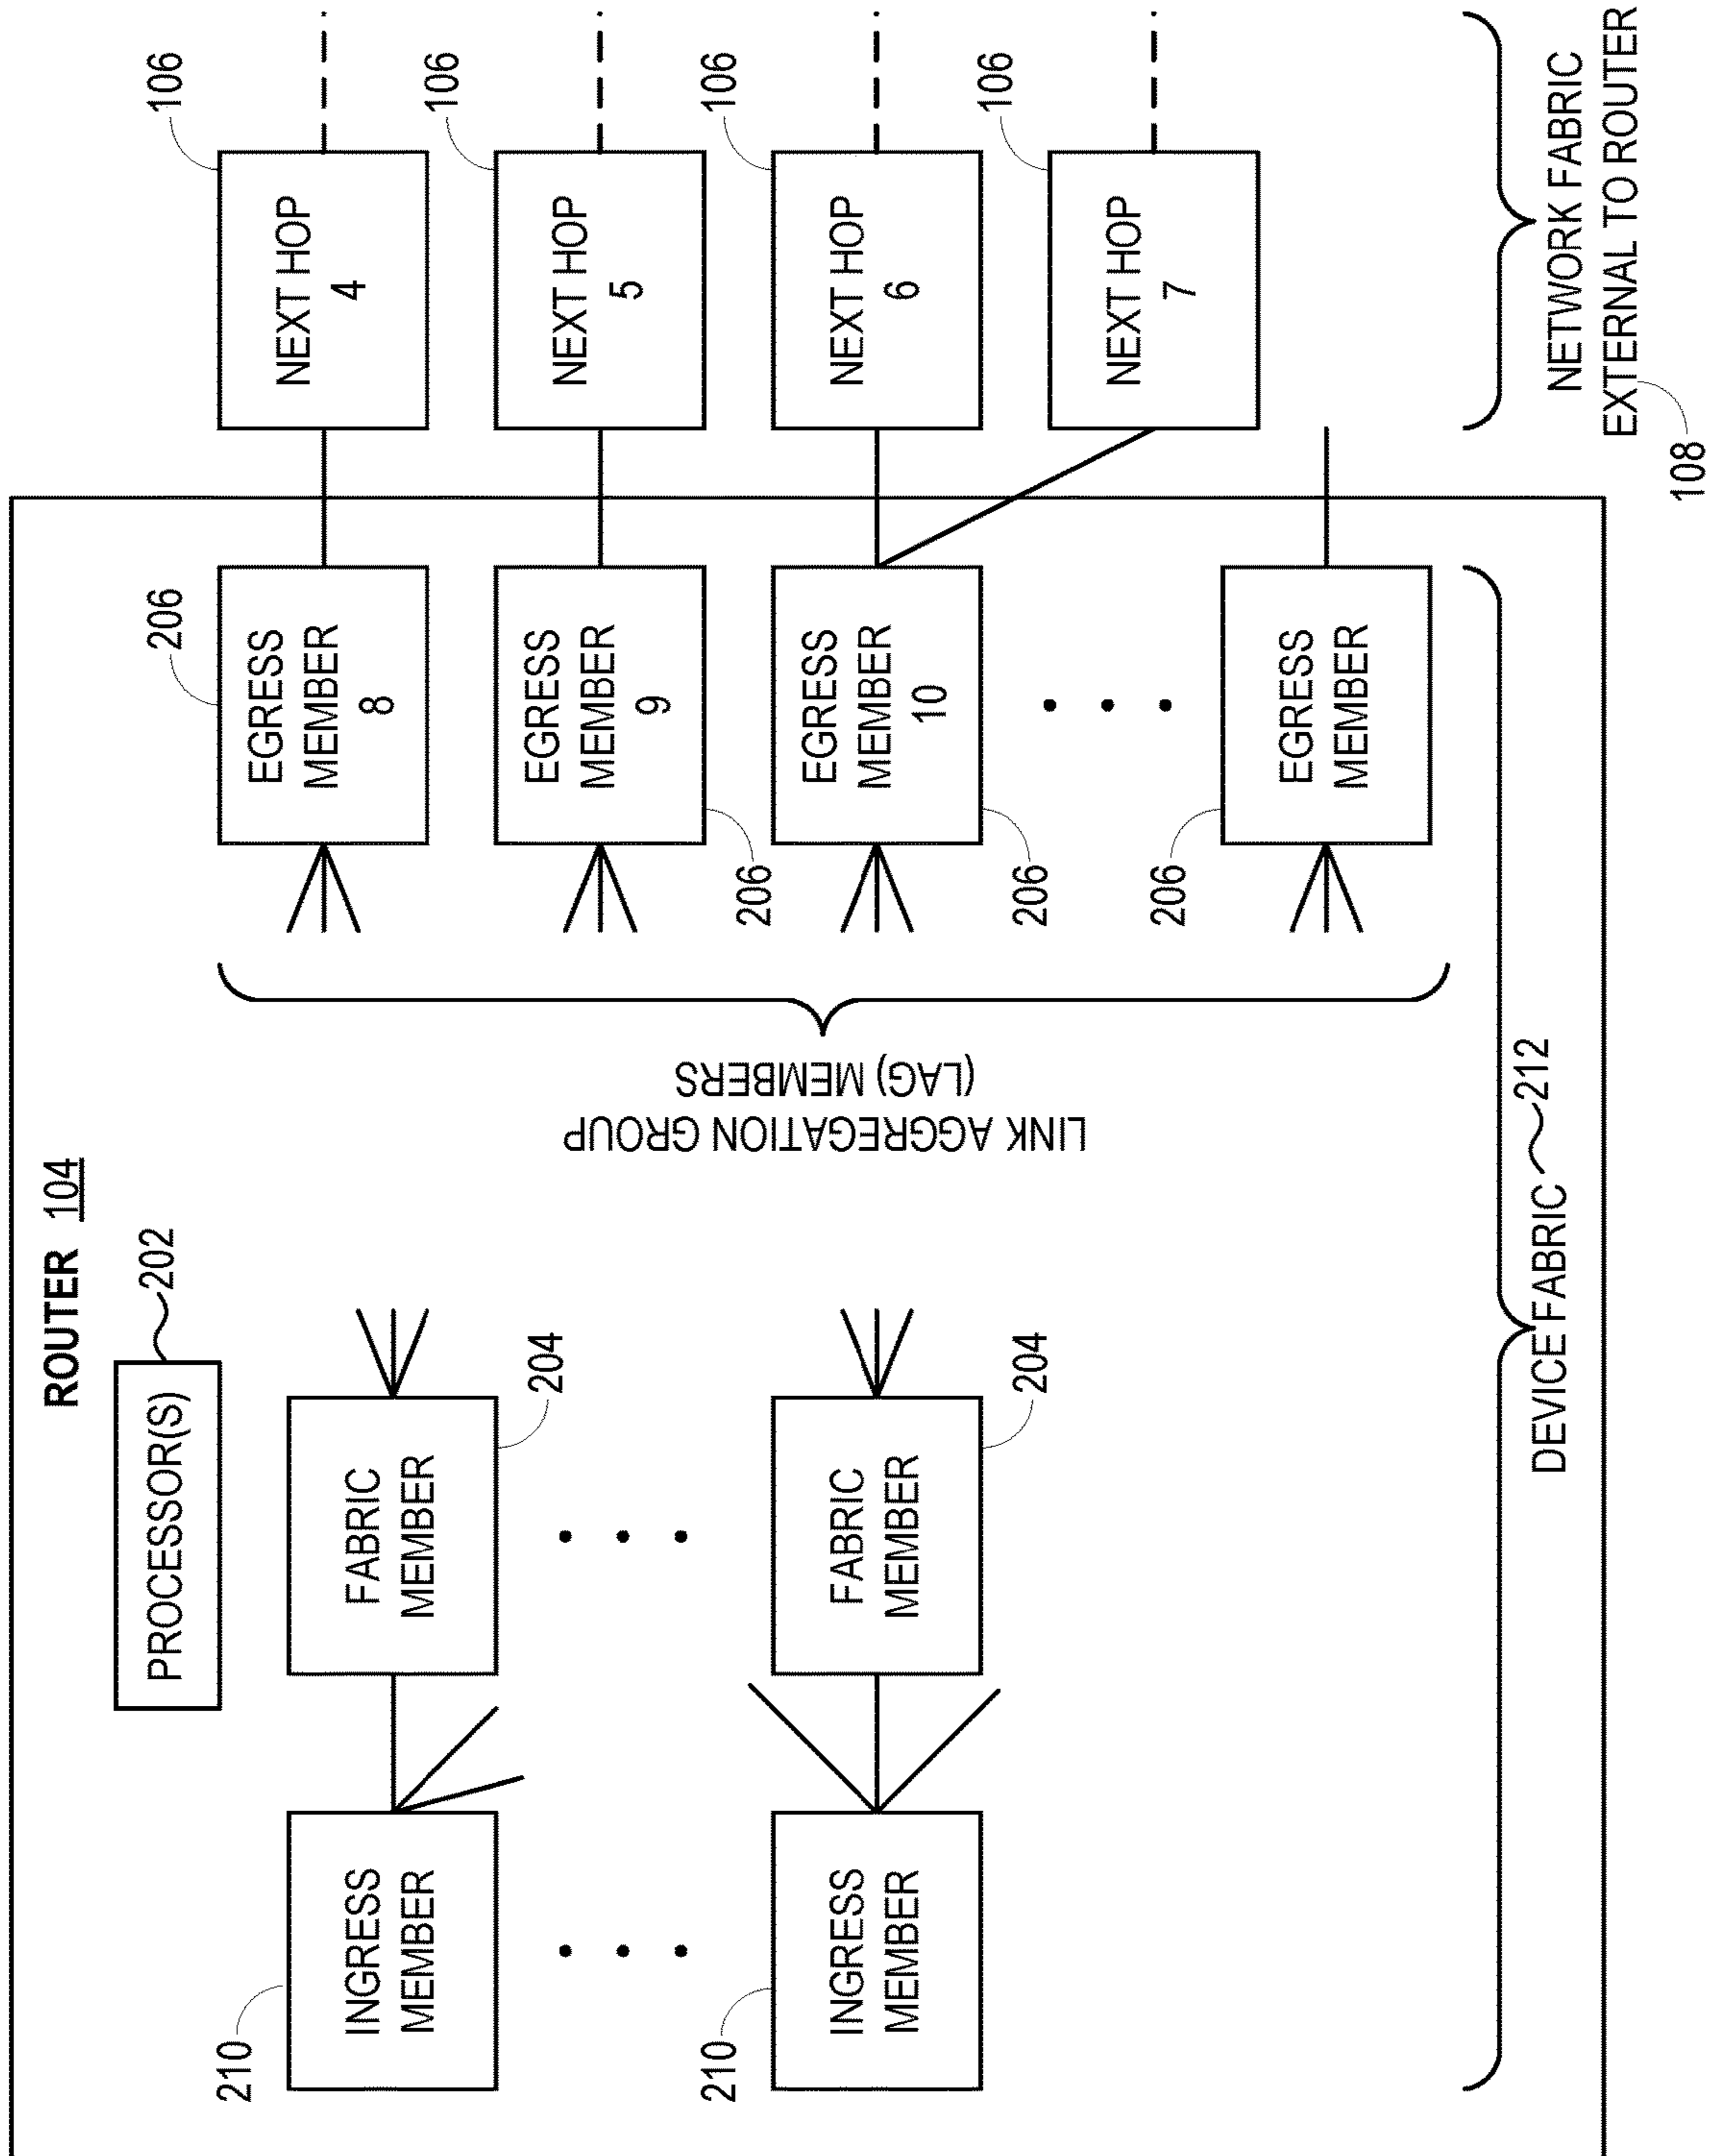 ROUTER 104
PROCESSOR(S)
202
210
INGRESS
MEMBER
210
INGRESS
MEMBER
FABRIC
MEMBER
204
FABRIC
MEMBER
204
LINK AGGREGATION GROUP
(LAG) MEMBERS
206
EGRESS
MEMBER
8
EGRESS
MEMBER
9
206
EGRESS
MEMBER
10
206
206
EGRESS
MEMBER
DEVICE FABRIC 212
106
NEXT HOP
4
106
NEXT HOP
5
106
NEXT HOP
6
106
NEXT HOP
7
NETWORK FABRIC
EXTERNAL TO ROUTER
108